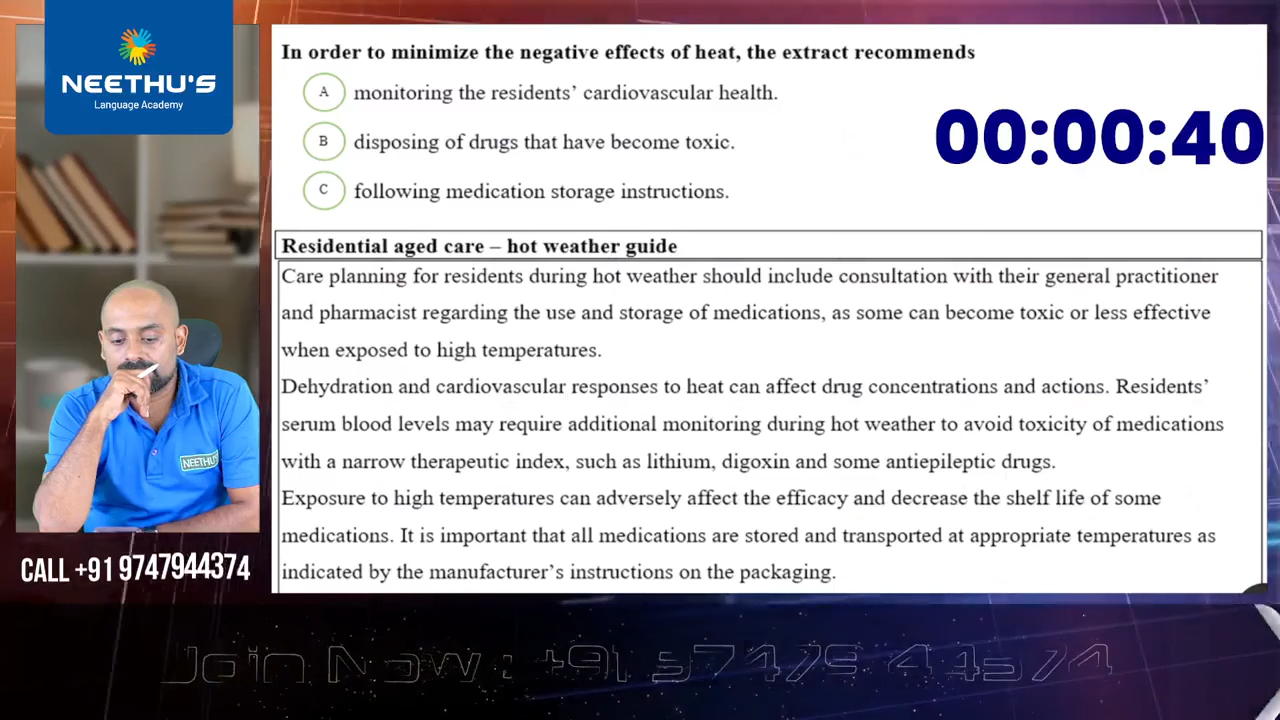 NEETHU'S
Language Academy
In order to minimize the negative effects of heat, the extract recommends
A monitoring the residents' cardiovascular health.
B disposing of drugs that have become toxic.
C following medication storage instructions.
00:00:40
Residential aged care – hot weather guide
Care planning for residents during hot weather should include consultation with their general practitioner
and pharmacist regarding the use and storage of medications, as some can become toxic or less effective
when exposed to high temperatures.
Dehydration and cardiovascular responses to heat can affect drug concentrations and actions. Residents'
serum blood levels may require additional monitoring during hot weather to avoid toxicity of medications
with a narrow therapeutic index, such as lithium, digoxin and some antiepileptic drugs.
Exposure to high temperatures can adversely affect the efficacy and decrease the shelf life of some
medications. It is important that all medications are stored and transported at appropriate temperatures as
indicated by the manufacturer's instructions on the packaging.
NEETHU'S
CALL +91 9747944374
Join Now : +91